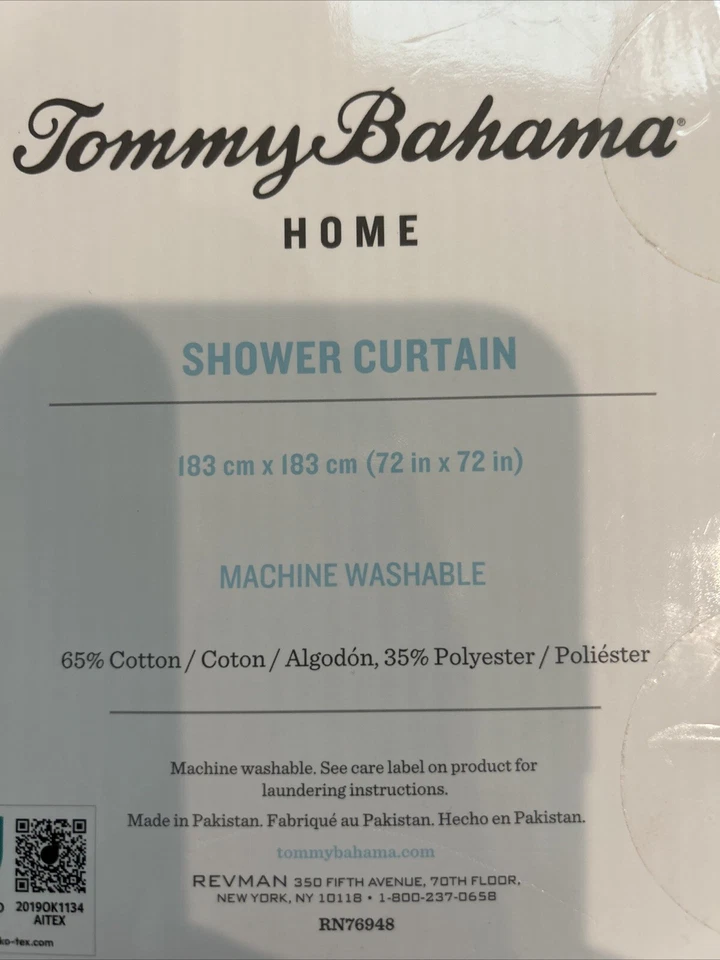 Tommy Bahama®
HOME
SHOWER CURTAIN
183 cm x 183 cm (72 in x 72 in)
MACHINE WASHABLE
65% Cotton / Coton / Algodón, 35% Polyester / Poliéster
Machine washable. See care label on product for
laundering instructions.
Made in Pakistan. Fabriqué au Pakistan. Hecho en Pakistan.
tommybahama.com
REVMAN 350 FIFTH AVENUE, 70TH FLOOR,
NEW YORK, NY 10118 • 1-800-237-0658
RN76948
2019OK1134
AITEX
ko-tex.com